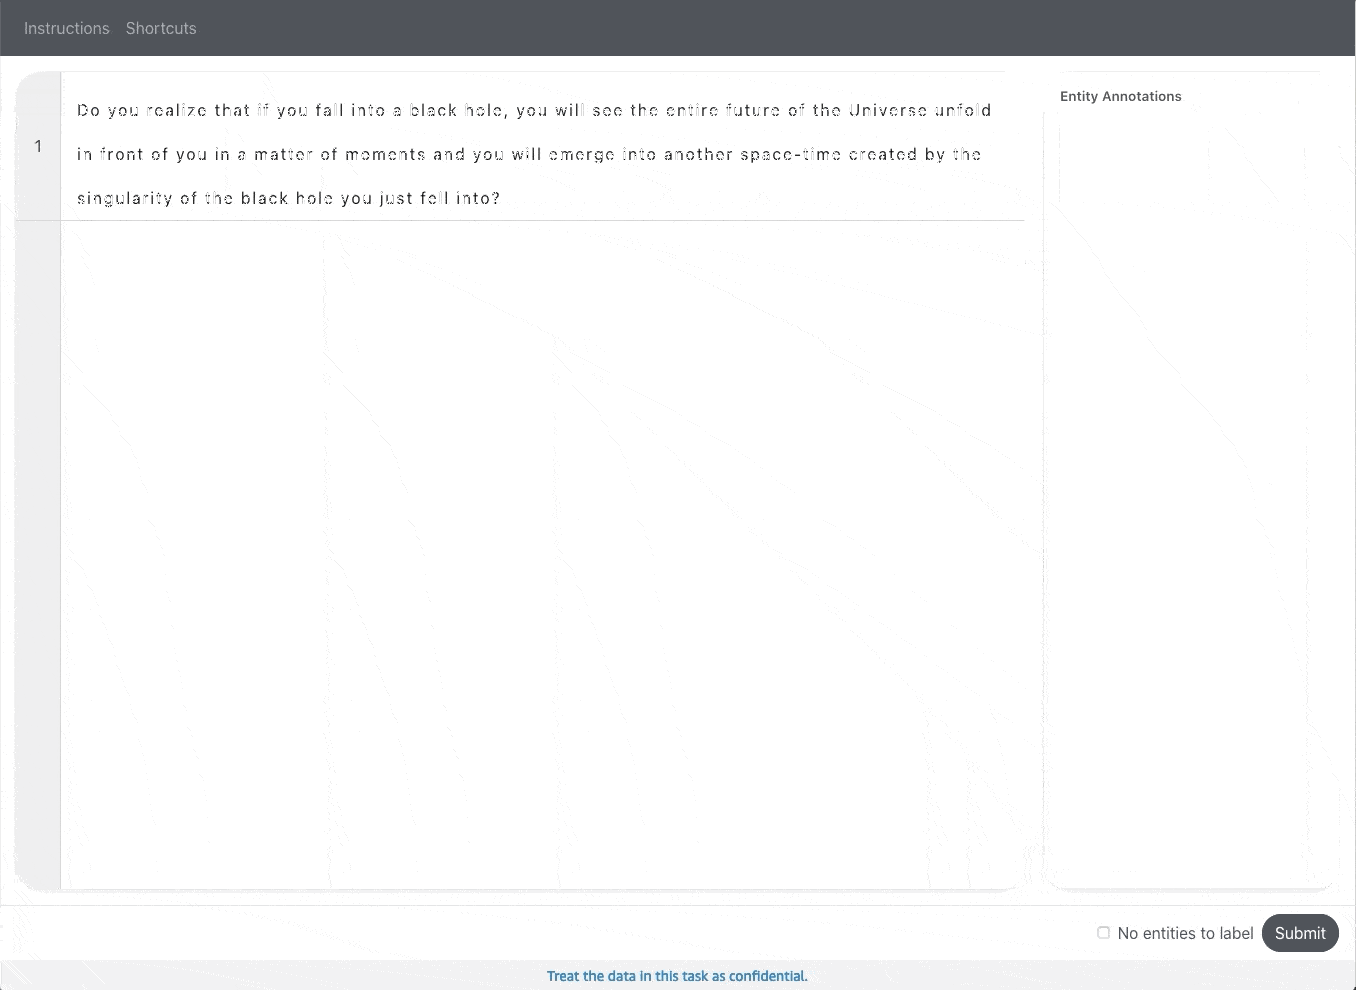 Instructions Shortcuts
Entity Annotations
1
Do you realize that if you fall into a black hole, you will see the entire future of the Universe unfold
in front of you in a matter of moments and you will emerge into another space-time created by the
singularity of the black hole you just fell into?
No entities to label Submit
Treat the data in this task as confidential.